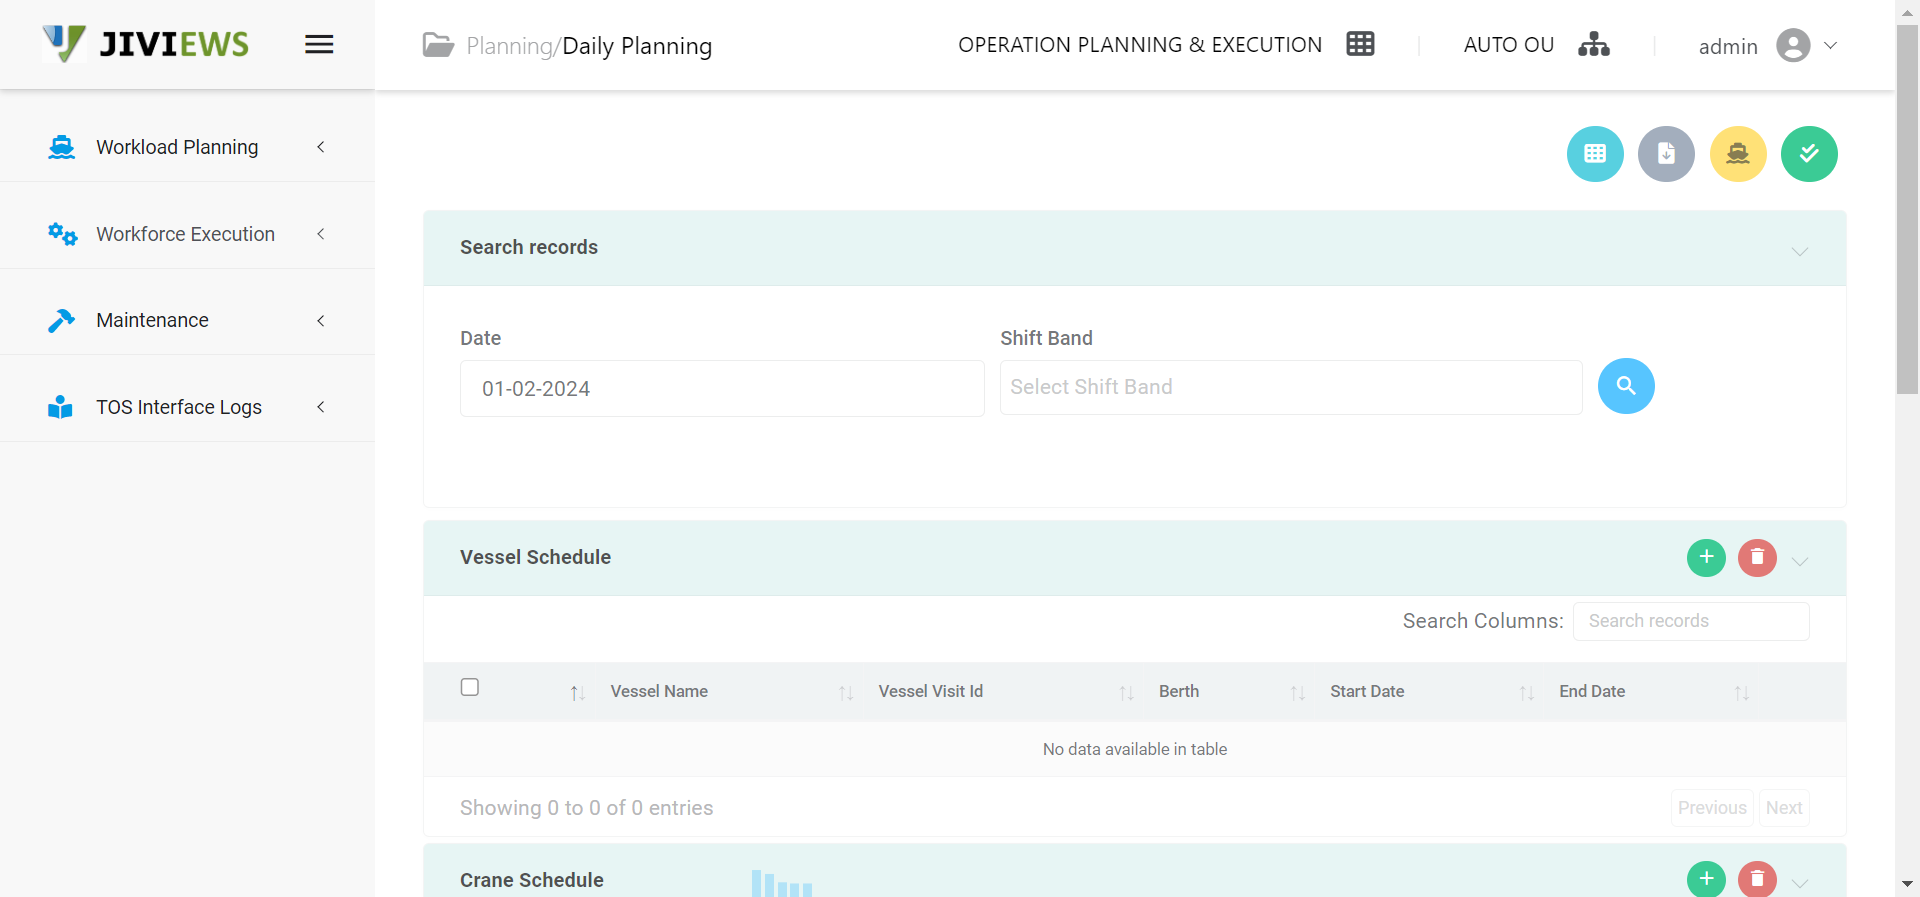 JIVIEWS
Planning/Daily Planning
OPERATION PLANNING & EXECUTION
AUTO OU
admin
Workload Planning
Workforce Execution
Maintenance
TOS Interface Logs
Search records
Date
Shift Band
01-02-2024
Select Shift Band
Vessel Schedule
Search Columns: Search records
Vessel Name Vessel Visit Id Berth Start Date End Date
No data available in table
Showing 0 to 0 of 0 entries
Previous Next
Crane Schedule